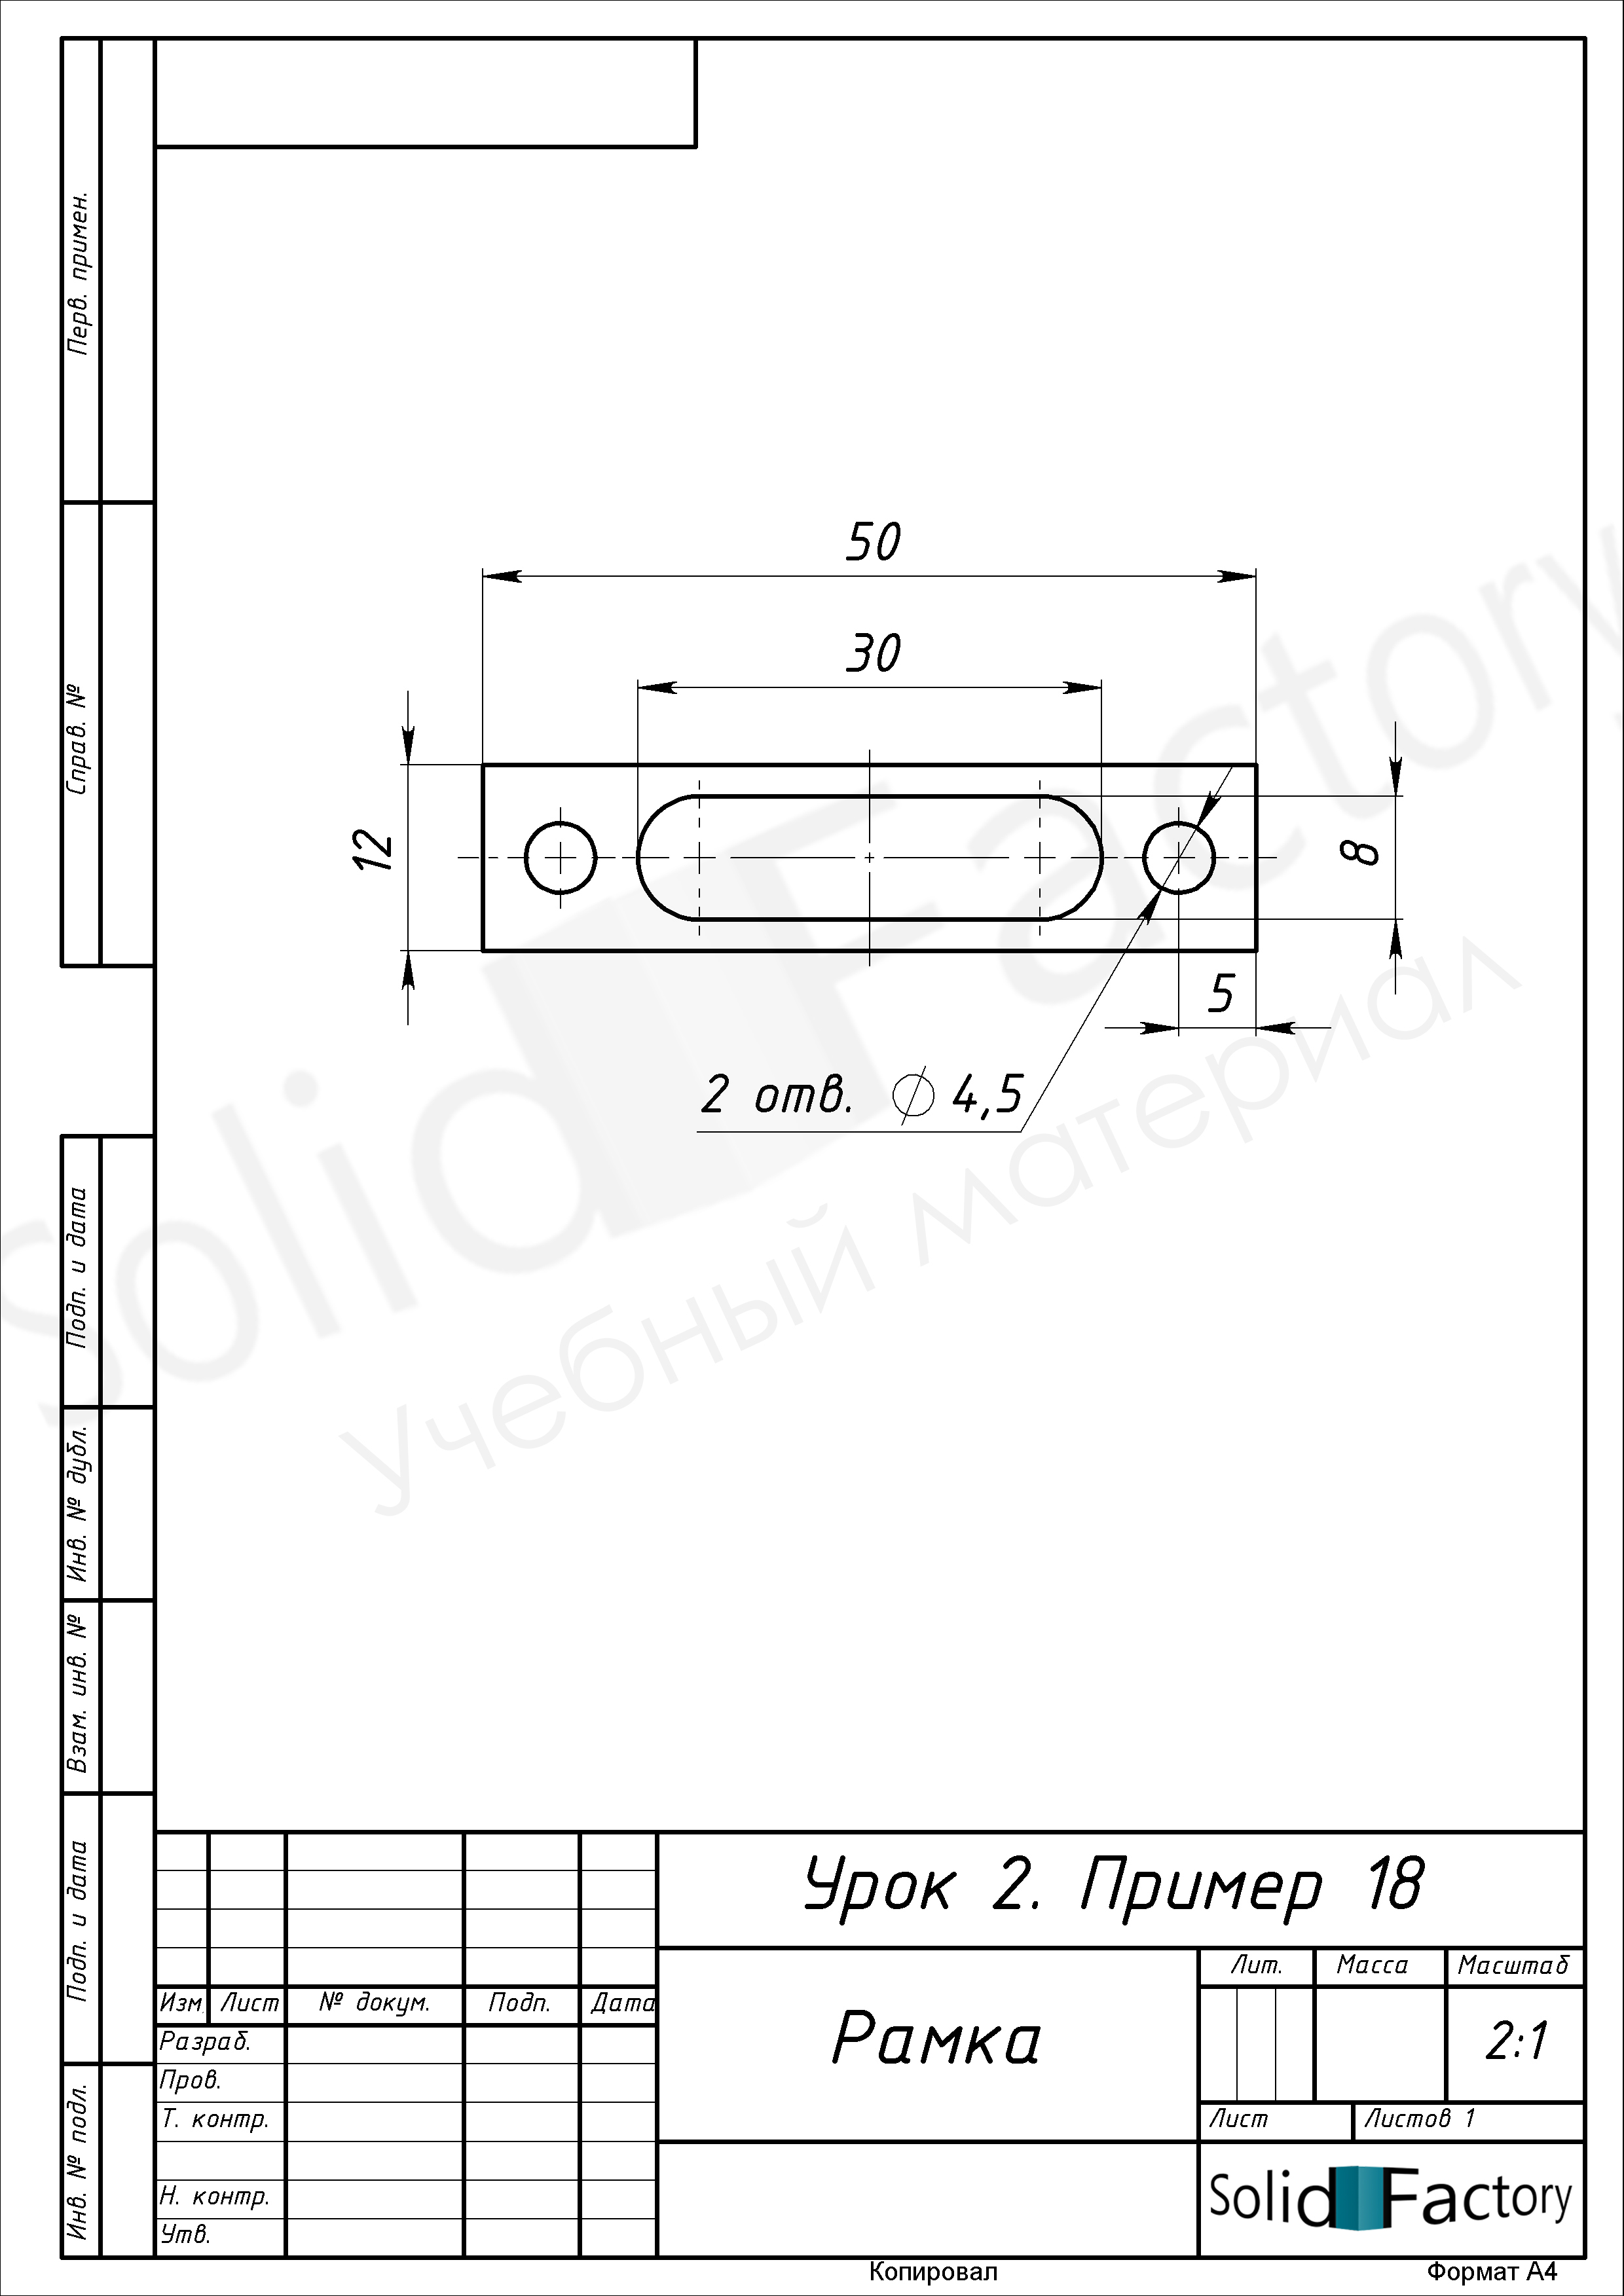 Перв. примен.
Справ. №
Подп. и дата
Инв. № дубл.
Взам. инв. №
Подп. и дата
Инв. № подл.
50
30
12
8
5
2 отв. ⌀ 4,5
Solid Factory
Учебный материал
Урок 2. Пример 18
Рамка
Лит. Масса Масштаб
2:1
Лист Листов 1
Изм. Лист № докум. Подп. Дата
Разраб.
Пров.
Т. контр.
Н. контр.
Утв.
Solid Factory
Копировал Формат А4